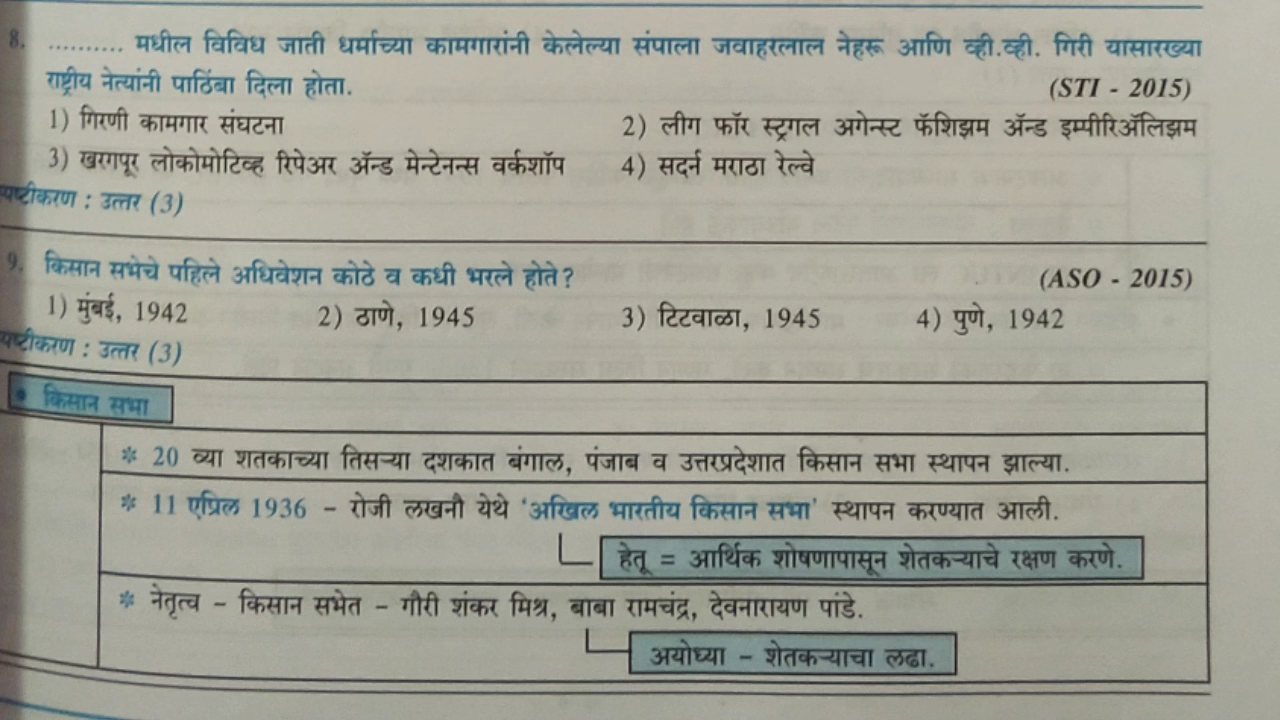 8. .......... मधील विविध जाती धर्माच्या कामगारांनी केलेल्या संपाला जवाहरलाल नेहरू आणि व्ही.व्ही. गिरी यासारख्या
राष्ट्रीय नेत्यांनी पाठिंबा दिला होता. (STI - 2015)
1) गिरणी कामगार संघटना 2) लीग फॉर स्ट्रगल अगेन्स्ट फॅशिझम ॲन्ड इम्पीरिॲलिझम
3) खरगपूर लोकोमोटिव्ह रिपेअर ॲन्ड मेन्टेनन्स वर्कशॉप 4) सदर्न मराठा रेल्वे
ष्टीकरण : उत्तर (3)
9. किसान सभेचे पहिले अधिवेशन कोठे व कधी भरले होते? (ASO - 2015)
1) मुंबई, 1942 2) ठाणे, 1945 3) टिटवाळा, 1945 4) पुणे, 1942
ष्टीकरण : उत्तर (3)
• किसान सभा
* 20 व्या शतकाच्या तिसऱ्या दशकात बंगाल, पंजाब व उत्तरप्रदेशात किसान सभा स्थापन झाल्या.
* 11 एप्रिल 1936 - रोजी लखनौ येथे 'अखिल भारतीय किसान सभा' स्थापन करण्यात आली.
हेतू = आर्थिक शोषणापासून शेतकऱ्याचे रक्षण करणे.
* नेतृत्व - किसान सभेत - गौरी शंकर मिश्र, बाबा रामचंद्र, देवनारायण पांडे.
अयोध्या - शेतकऱ्याचा लढा.